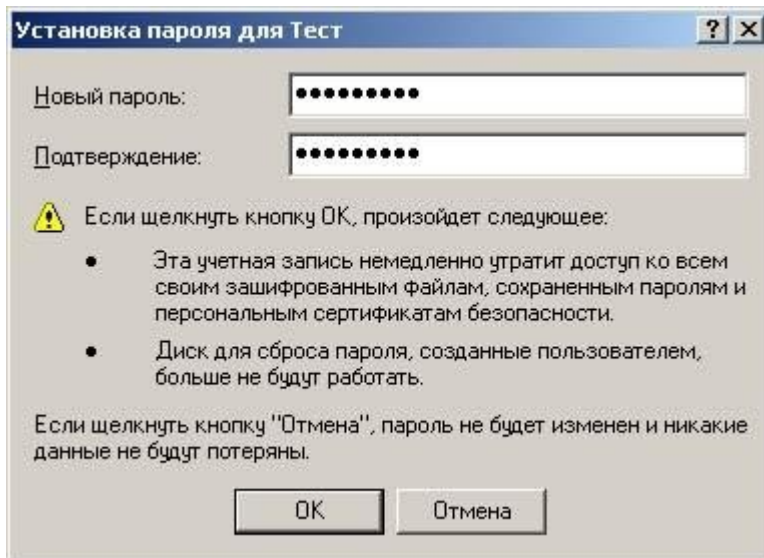 Установка пароля для Тест
Новый пароль: •••••••••
Подтверждение: •••••••••
Если щелкнуть кнопку OK, произойдет следующее:
• Эта учетная запись немедленно утратит доступ ко всем
своим зашифрованным файлам, сохраненным паролям и
персональным сертификатам безопасности.
• Диск для сброса пароля, созданные пользователем,
больше не будут работать.
Если щелкнуть кнопку "Отмена", пароль не будет изменен и никакие
данные не будут потеряны.
OK Отмена